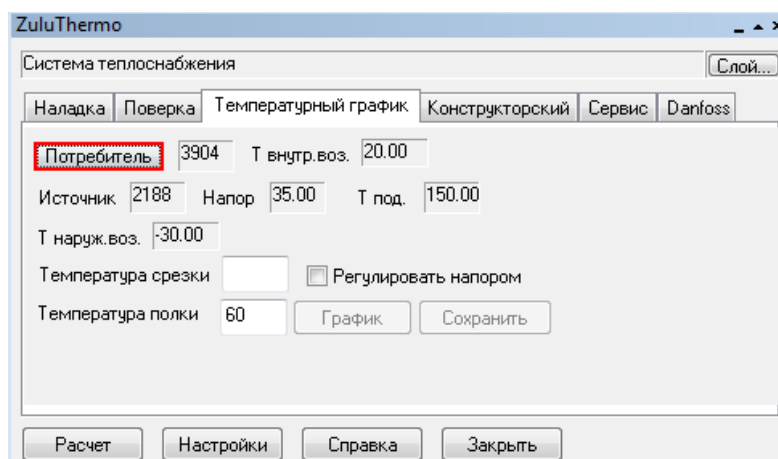 ZuluThermo
Система теплоснабжения Слой...
Наладка Поверка Температурный график Конструкторский Сервис Danfoss
Потребитель 3904 Т внутр.воз. 20.00
Источник 2188 Напор 35.00 Т под. 150.00
Т наруж.воз. -30.00
Температура срезки Регулировать напором
Температура полки 60 График Сохранить
Расчет Настройки Справка Закрыть